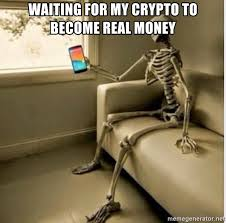 WAITING FOR MY CRYPTO TO
BECOME REAL MONEY
memegenerator.net